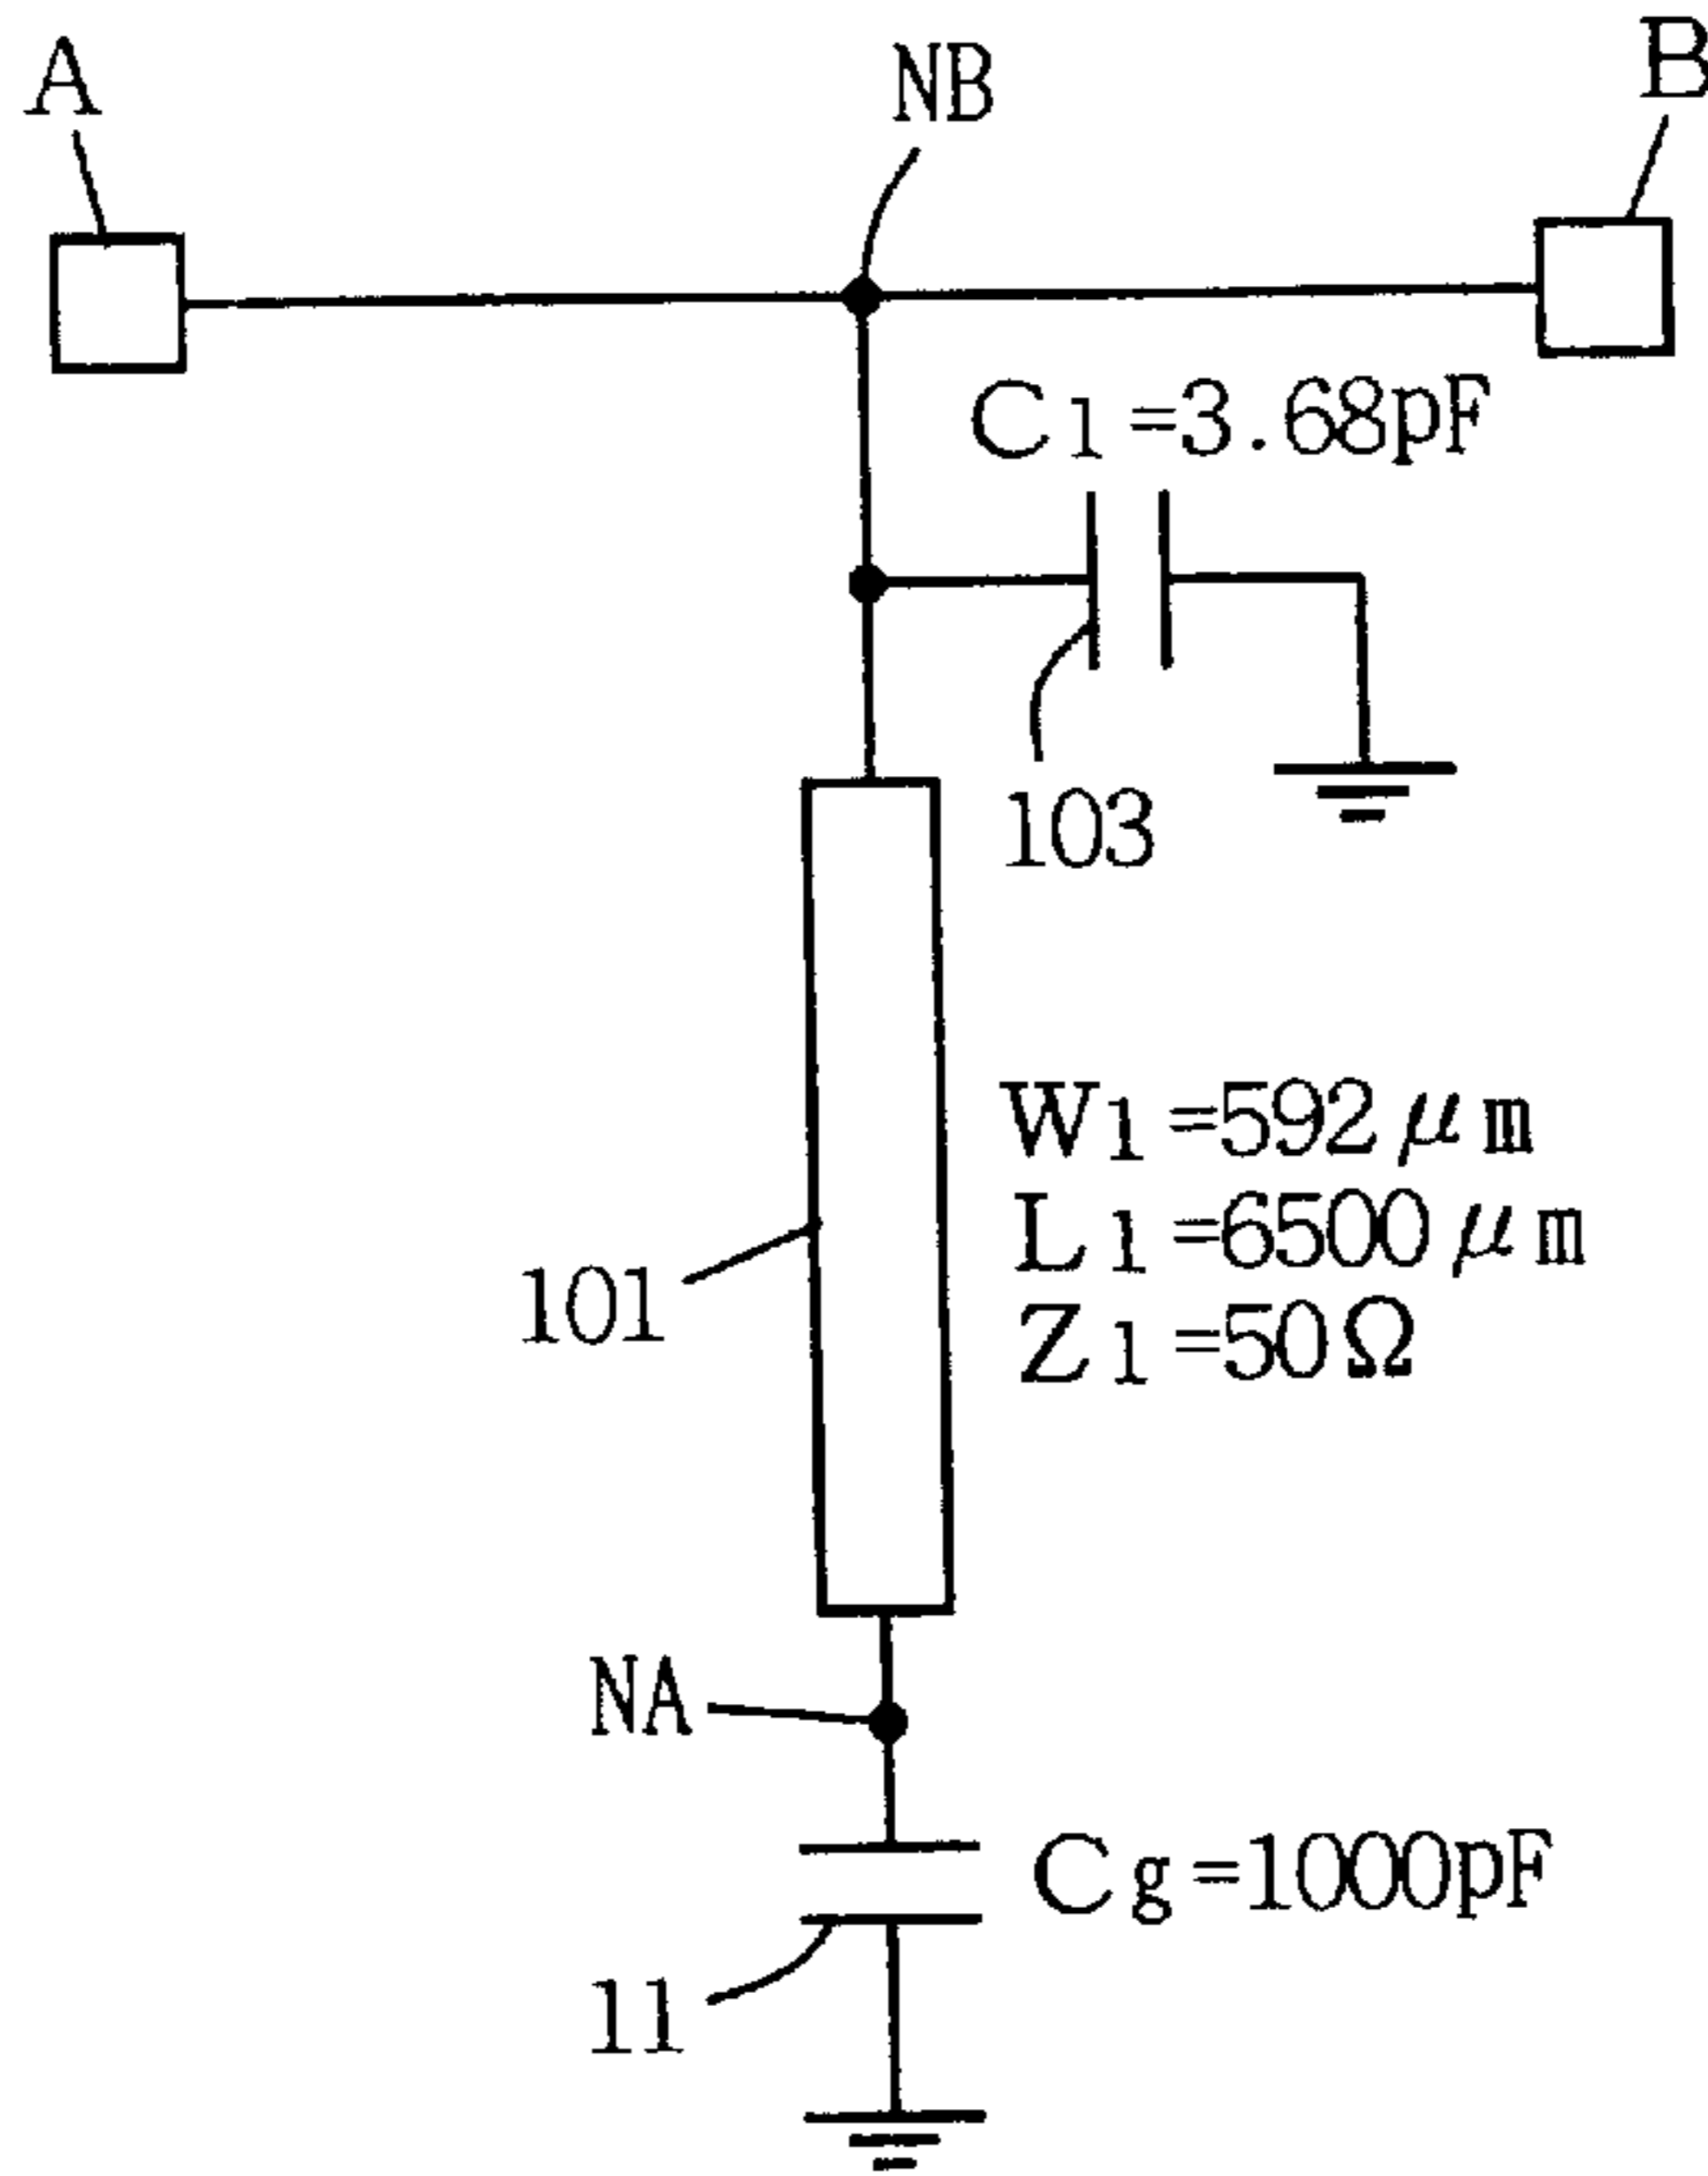 A
NB
B
C1=3.68pF
103
W1=592μm
L1=6500μm
Z1=50Ω
101
NA
Cg=1000pF
11